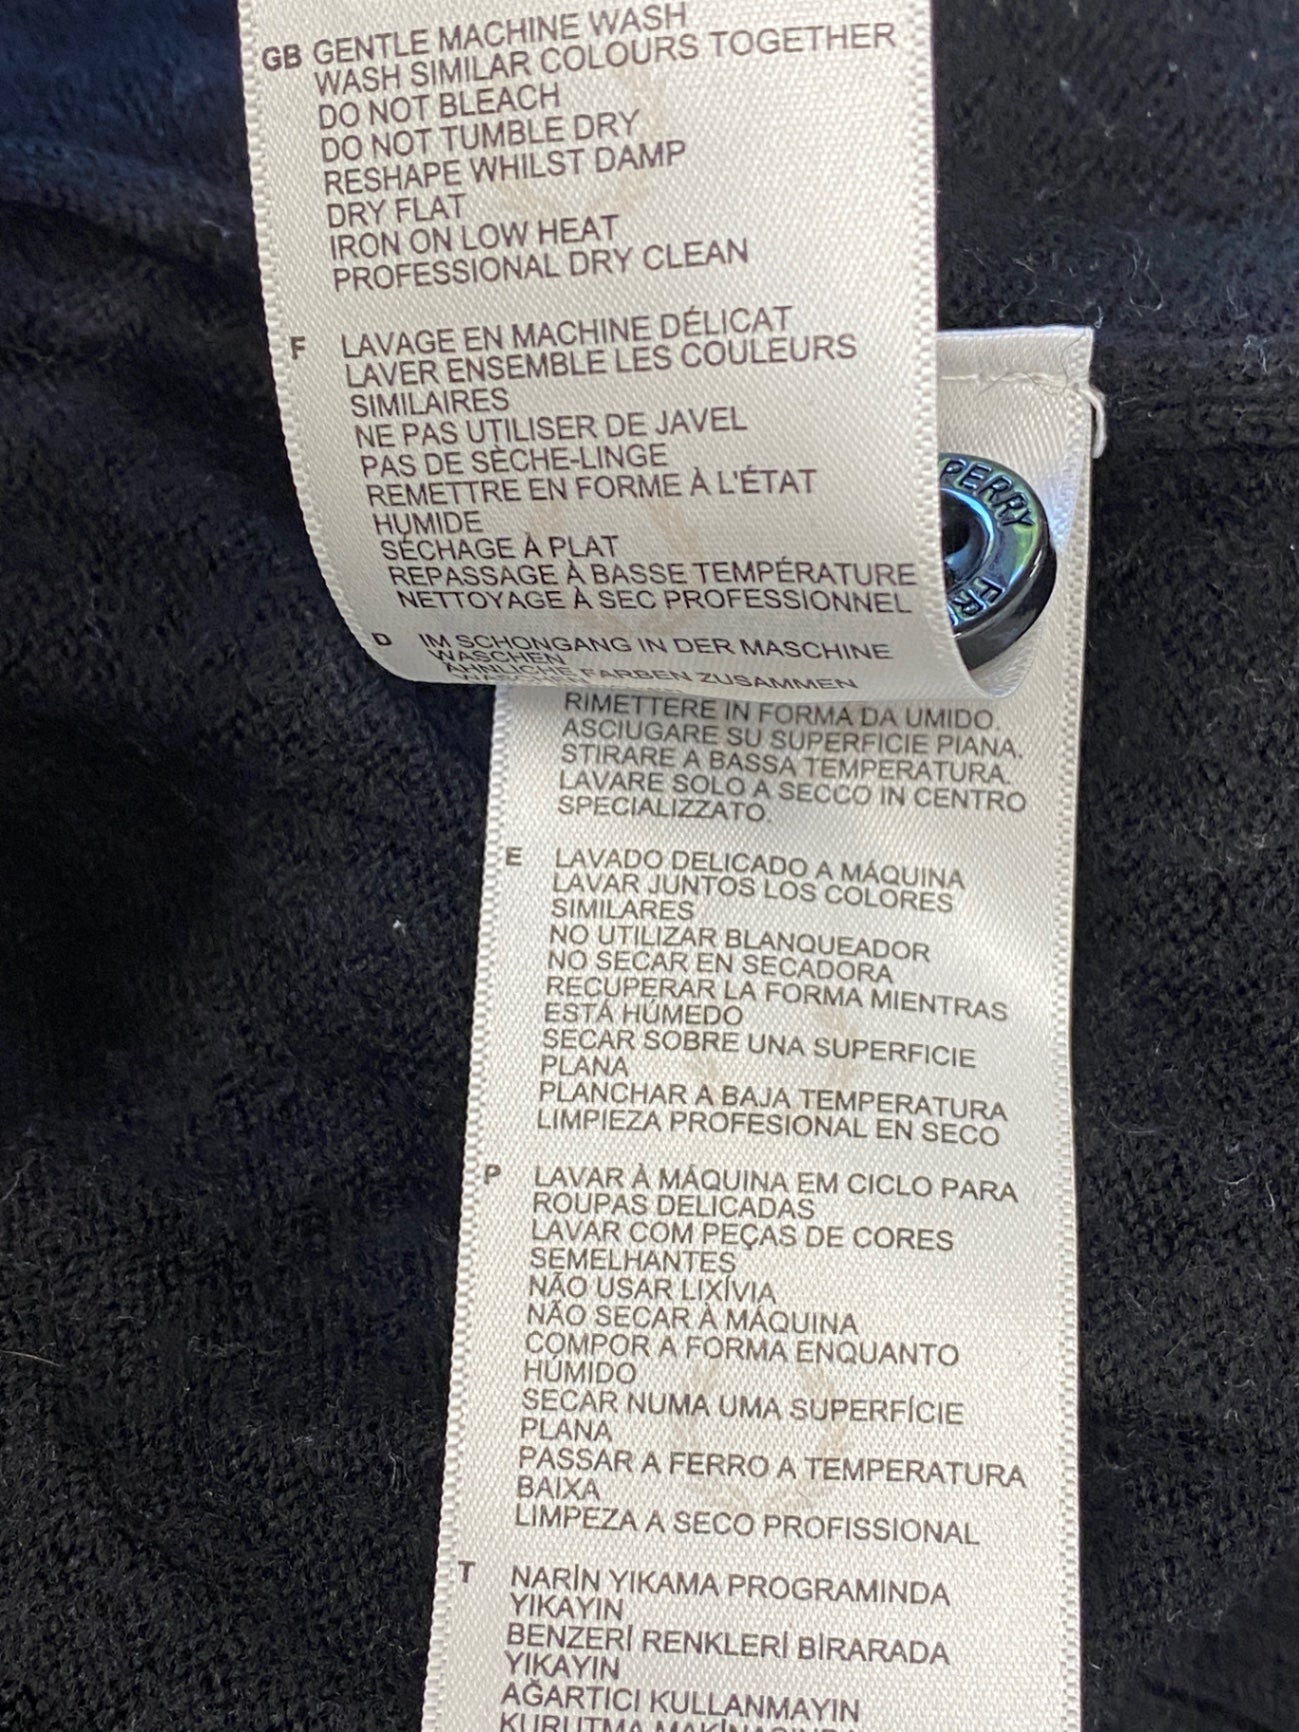 GB GENTLE MACHINE WASH
WASH SIMILAR COLOURS TOGETHER
DO NOT BLEACH
DO NOT TUMBLE DRY
RESHAPE WHILST DAMP
DRY FLAT
IRON ON LOW HEAT
PROFESSIONAL DRY CLEAN
F LAVAGE EN MACHINE DÉLICAT
LAVER ENSEMBLE LES COULEURS
SIMILAIRES
NE PAS UTILISER DE JAVEL
PAS DE SÈCHE-LINGE
REMETTRE EN FORME À L'ÉTAT
HUMIDE
SÉCHAGE À PLAT
REPASSAGE À BASSE TEMPÉRATURE
NETTOYAGE À SEC PROFESSIONNEL
D IM SCHONGANG IN DER MASCHINE
WASCHEN
ÄHNLICHE FARBEN ZUSAMMEN
PERRY
FR
RIMETTERE IN FORMA DA UMIDO.
ASCIUGARE SU SUPERFICIE PIANA.
STIRARE A BASSA TEMPERATURA.
LAVARE SOLO A SECCO IN CENTRO
SPECIALIZZATO.
E LAVADO DELICADO A MÁQUINA
LAVAR JUNTOS LOS COLORES
SIMILARES
NO UTILIZAR BLANQUEADOR
NO SECAR EN SECADORA
RECUPERAR LA FORMA MIENTRAS
ESTÁ HÚMEDO
SECAR SOBRE UNA SUPERFICIE
PLANA
PLANCHAR A BAJA TEMPERATURA
LIMPIEZA PROFESIONAL EN SECO
P LAVAR À MÁQUINA EM CICLO PARA
ROUPAS DELICADAS
LAVAR COM PEÇAS DE CORES
SEMELHANTES
NÃO USAR LIXÍVIA
NÃO SECAR À MÁQUINA
COMPOR A FORMA ENQUANTO
HÚMIDO
SECAR NUMA UMA SUPERFÍCIE
PLANA
PASSAR A FERRO A TEMPERATURA
BAIXA
LIMPEZA A SECO PROFISSIONAL
T NARİN YIKAMA PROGRAMINDA
YIKAYIN
BENZERİ RENKLERİ BİRARADA
YIKAYIN
AĞARTICI KULLANMAYIN
KURUTMA